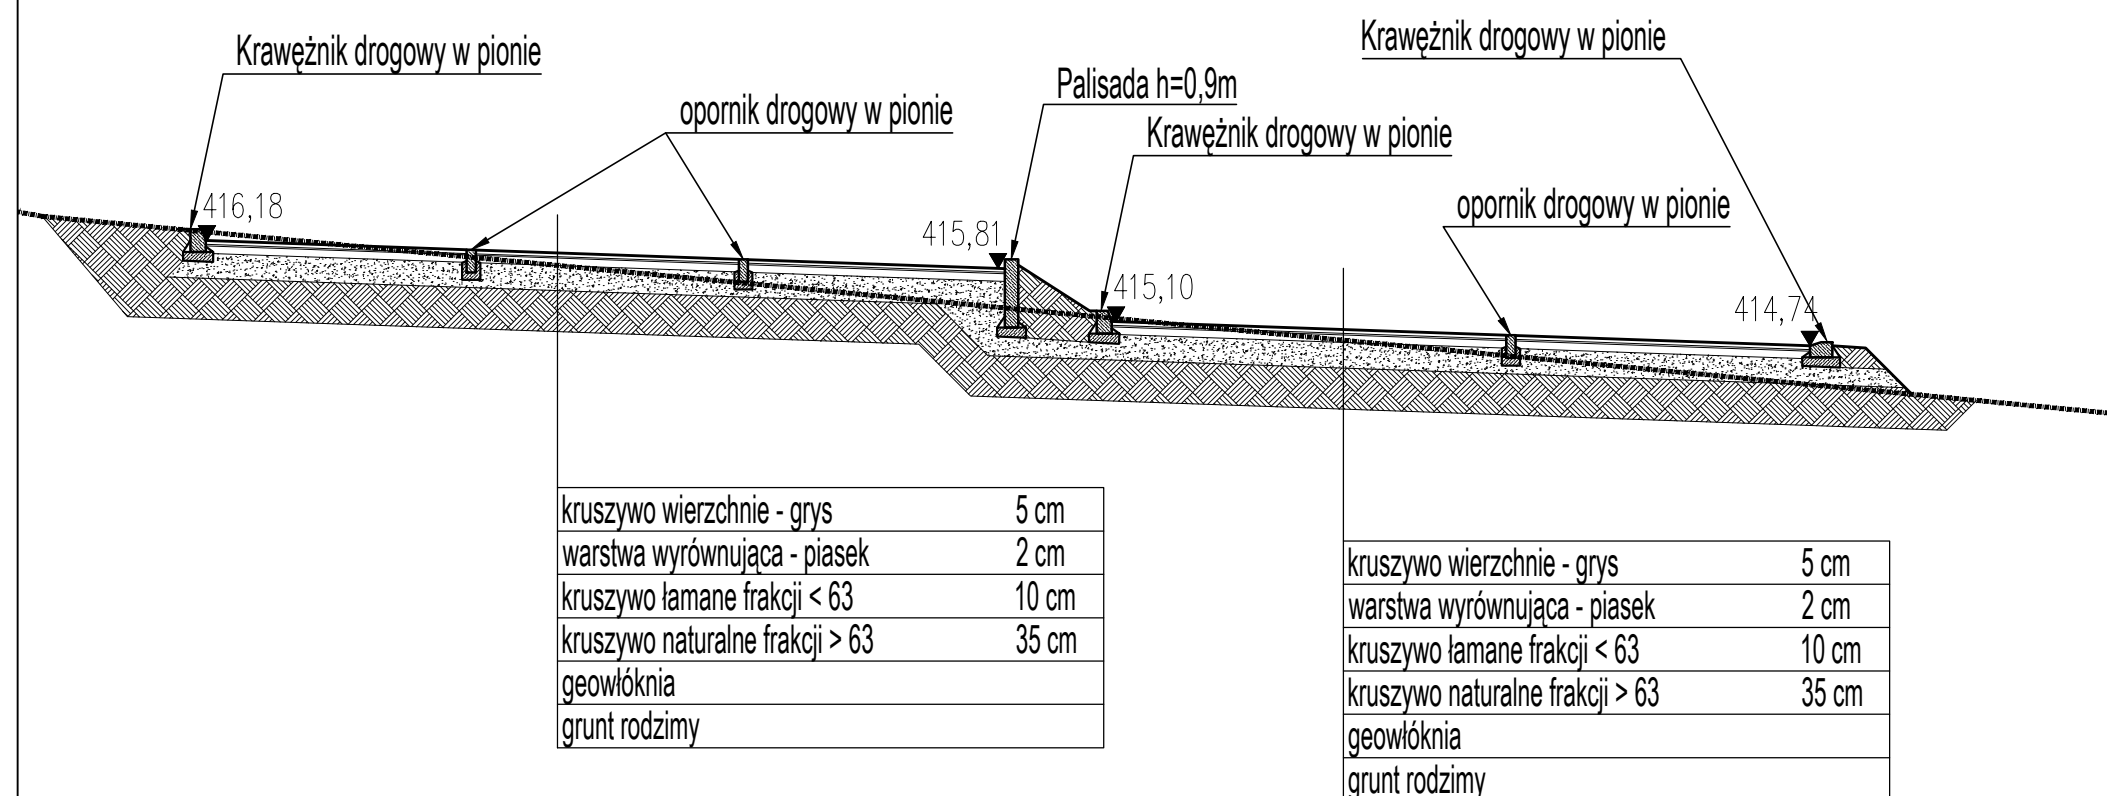 Krawężnik drogowy w pionie
Krawężnik drogowy w pionie
Palisada h=0,9m
opornik drogowy w pionie
Krawężnik drogowy w pionie
opornik drogowy w pionie
416,18
415,81
415,10
414,74
kruszywo wierzchnie - grys 5 cm
warstwa wyrównująca - piasek 2 cm
kruszywo łamane frakcji < 63 10 cm
kruszywo naturalne frakcji > 63 35 cm
geowłóknia
grunt rodzimy
kruszywo wierzchnie - grys 5 cm
warstwa wyrównująca - piasek 2 cm
kruszywo łamane frakcji < 63 10 cm
kruszywo naturalne frakcji > 63 35 cm
geowłóknia
grunt rodzimy